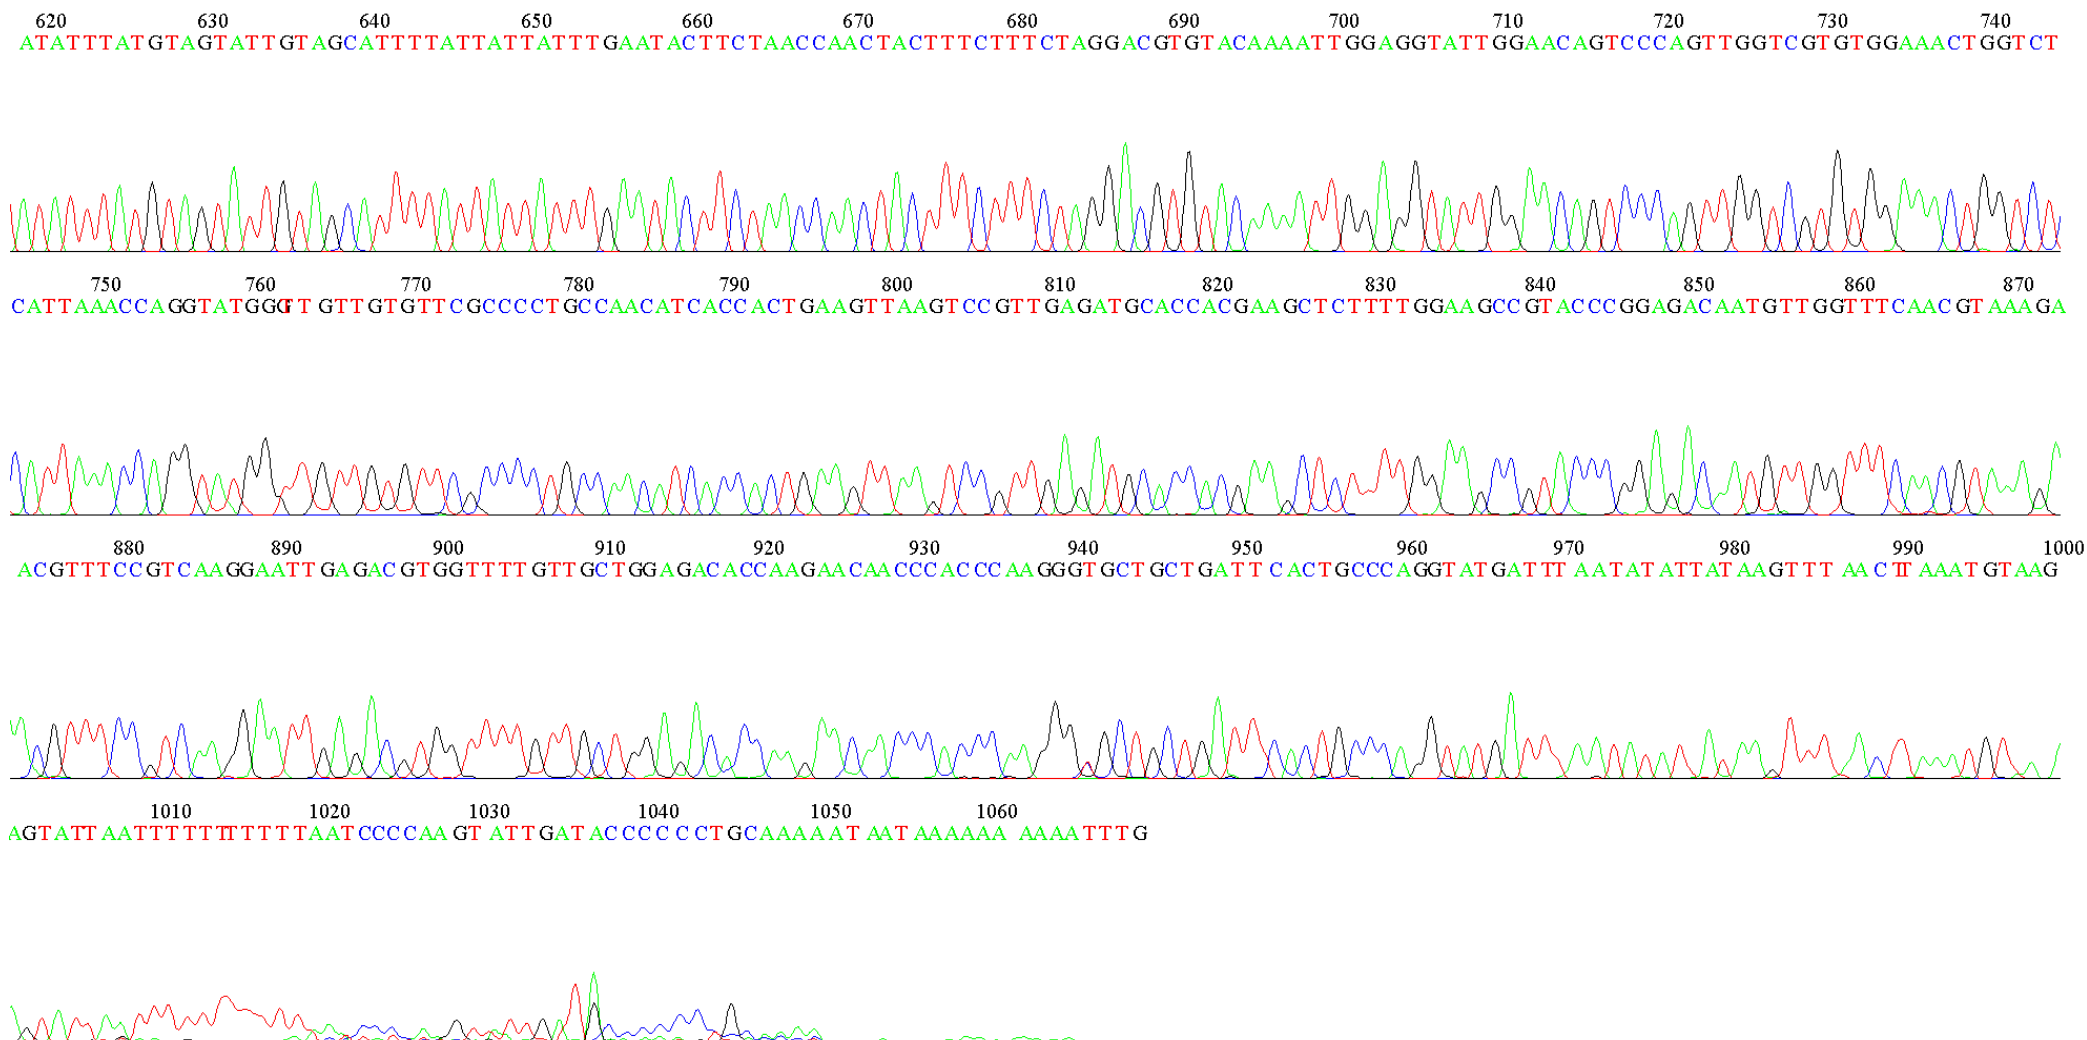 620 630 640 650 660 670 680 690 700 710 720 730 740
ATATTTATGTAGTATTGTAGCATTTTATTATTATTTGAATACTTCTAACCAACTACTTTCTTTCTAGGACGTGTACAAAATTGGAGGTATTGGAACAGTCCCAGTTGGTCGTGTGGAAACTGGTCT
750 760 770 780 790 800 810 820 830 840 850 860 870
CATTAAACCAGGTATGGGTTGTTGTGTTCGCCCCTGCCAACATCACCACTGAAGTTAAGTCCGTTGAGATGCACCACGAAGCTCTTTTGGAAGCCGTACCCGGAGACAATGTTGGTTTCAACGTAAAGA
880 890 900 910 920 930 940 950 960 970 980 990 1000
ACGTTTCCGTCAAGGAATTGAGACGTGGTTTTGTTGCTGGAGACACCAAGAACAACCCACCCAAGGGTGCTGCTGATTCACTGCCCAGGTATGATTTAATATATTATAAGTTTAACTTAAATGTAAG
1010 1020 1030 1040 1050 1060
AGTATTAATTTTTTTTTTTTAATCCCCAAGTATTGATACCCCCCTGCAAAAATAATAAAAAAAAAATTTG